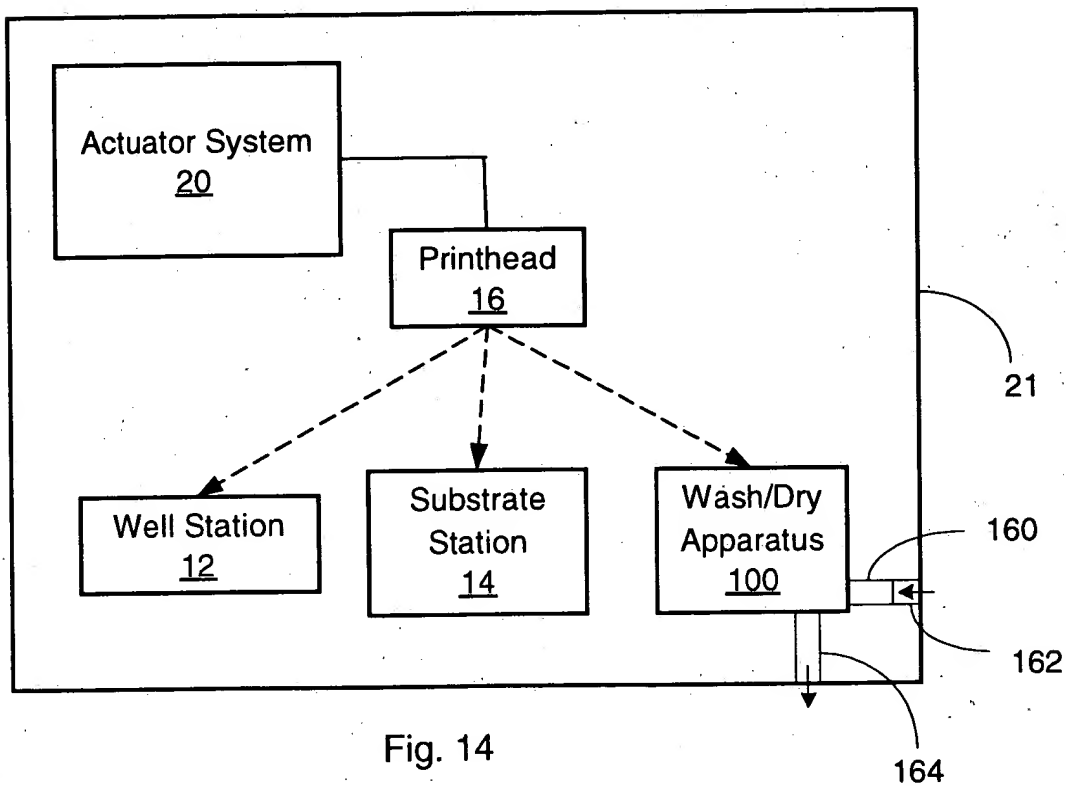 Actuator System
20
Printhead
16
21
Well Station
12
Substrate
Station
14
Wash/Dry
Apparatus
100
160
162
164
Fig. 14